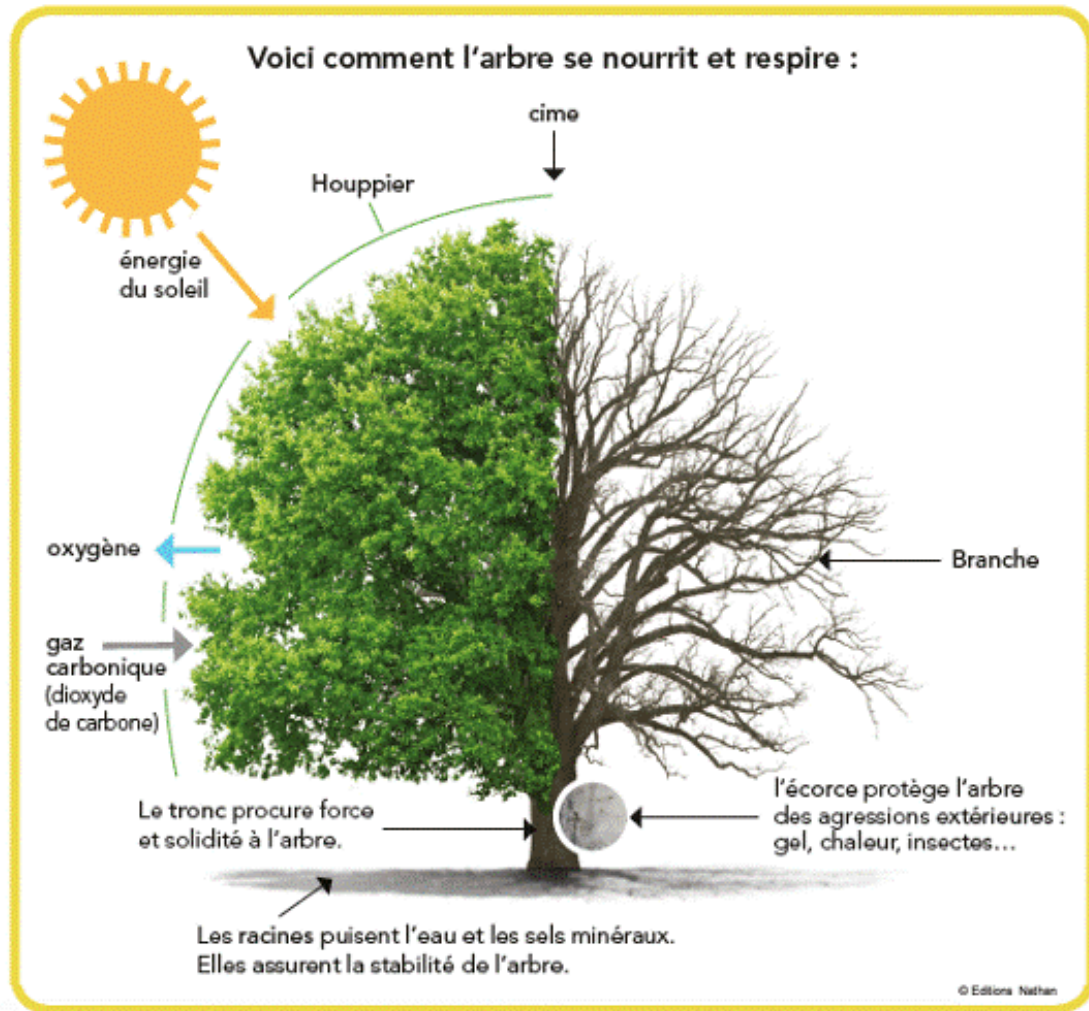 Voici comment l'arbre se nourrit et respire :
cime
Houppier
énergie
du soleil
oxygène
Branche
gaz
carbonique
(dioxyde
de carbone)
Le tronc procure force
et solidité à l'arbre.
l'écorce protège l'arbre
des agressions extérieures :
gel, chaleur, insectes...
Les racines puisent l'eau et les sels minéraux.
Elles assurent la stabilité de l'arbre.
© Editions Nathan